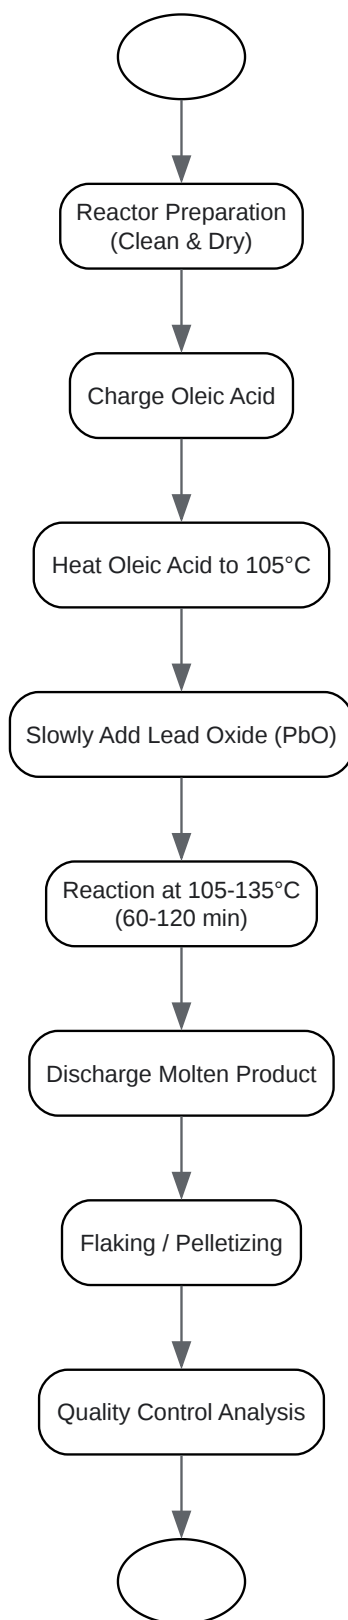 Reactor Preparation
(Clean & Dry)
Charge Oleic Acid
Heat Oleic Acid to 105°C
Slowly Add Lead Oxide (PbO)
Reaction at 105-135°C
(60-120 min)
Discharge Molten Product
Flaking / Pelletizing
Quality Control Analysis